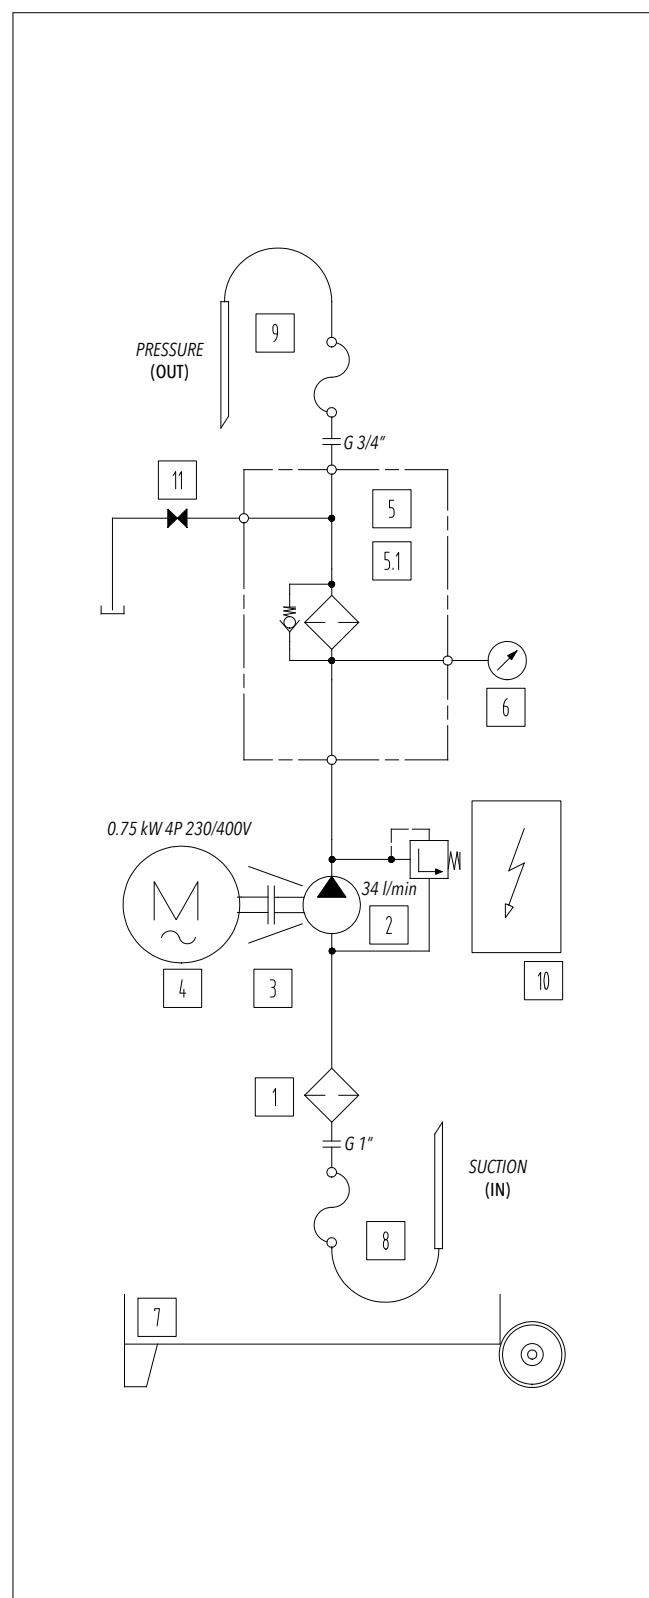 9
PRESSURE
(OUT)
G 3/4"
11
5
5.1
6
0.75 kW 4P 230/400V
M
34 l/min
2
4
3
10
1
G 1"
SUCTION
(IN)
8
7